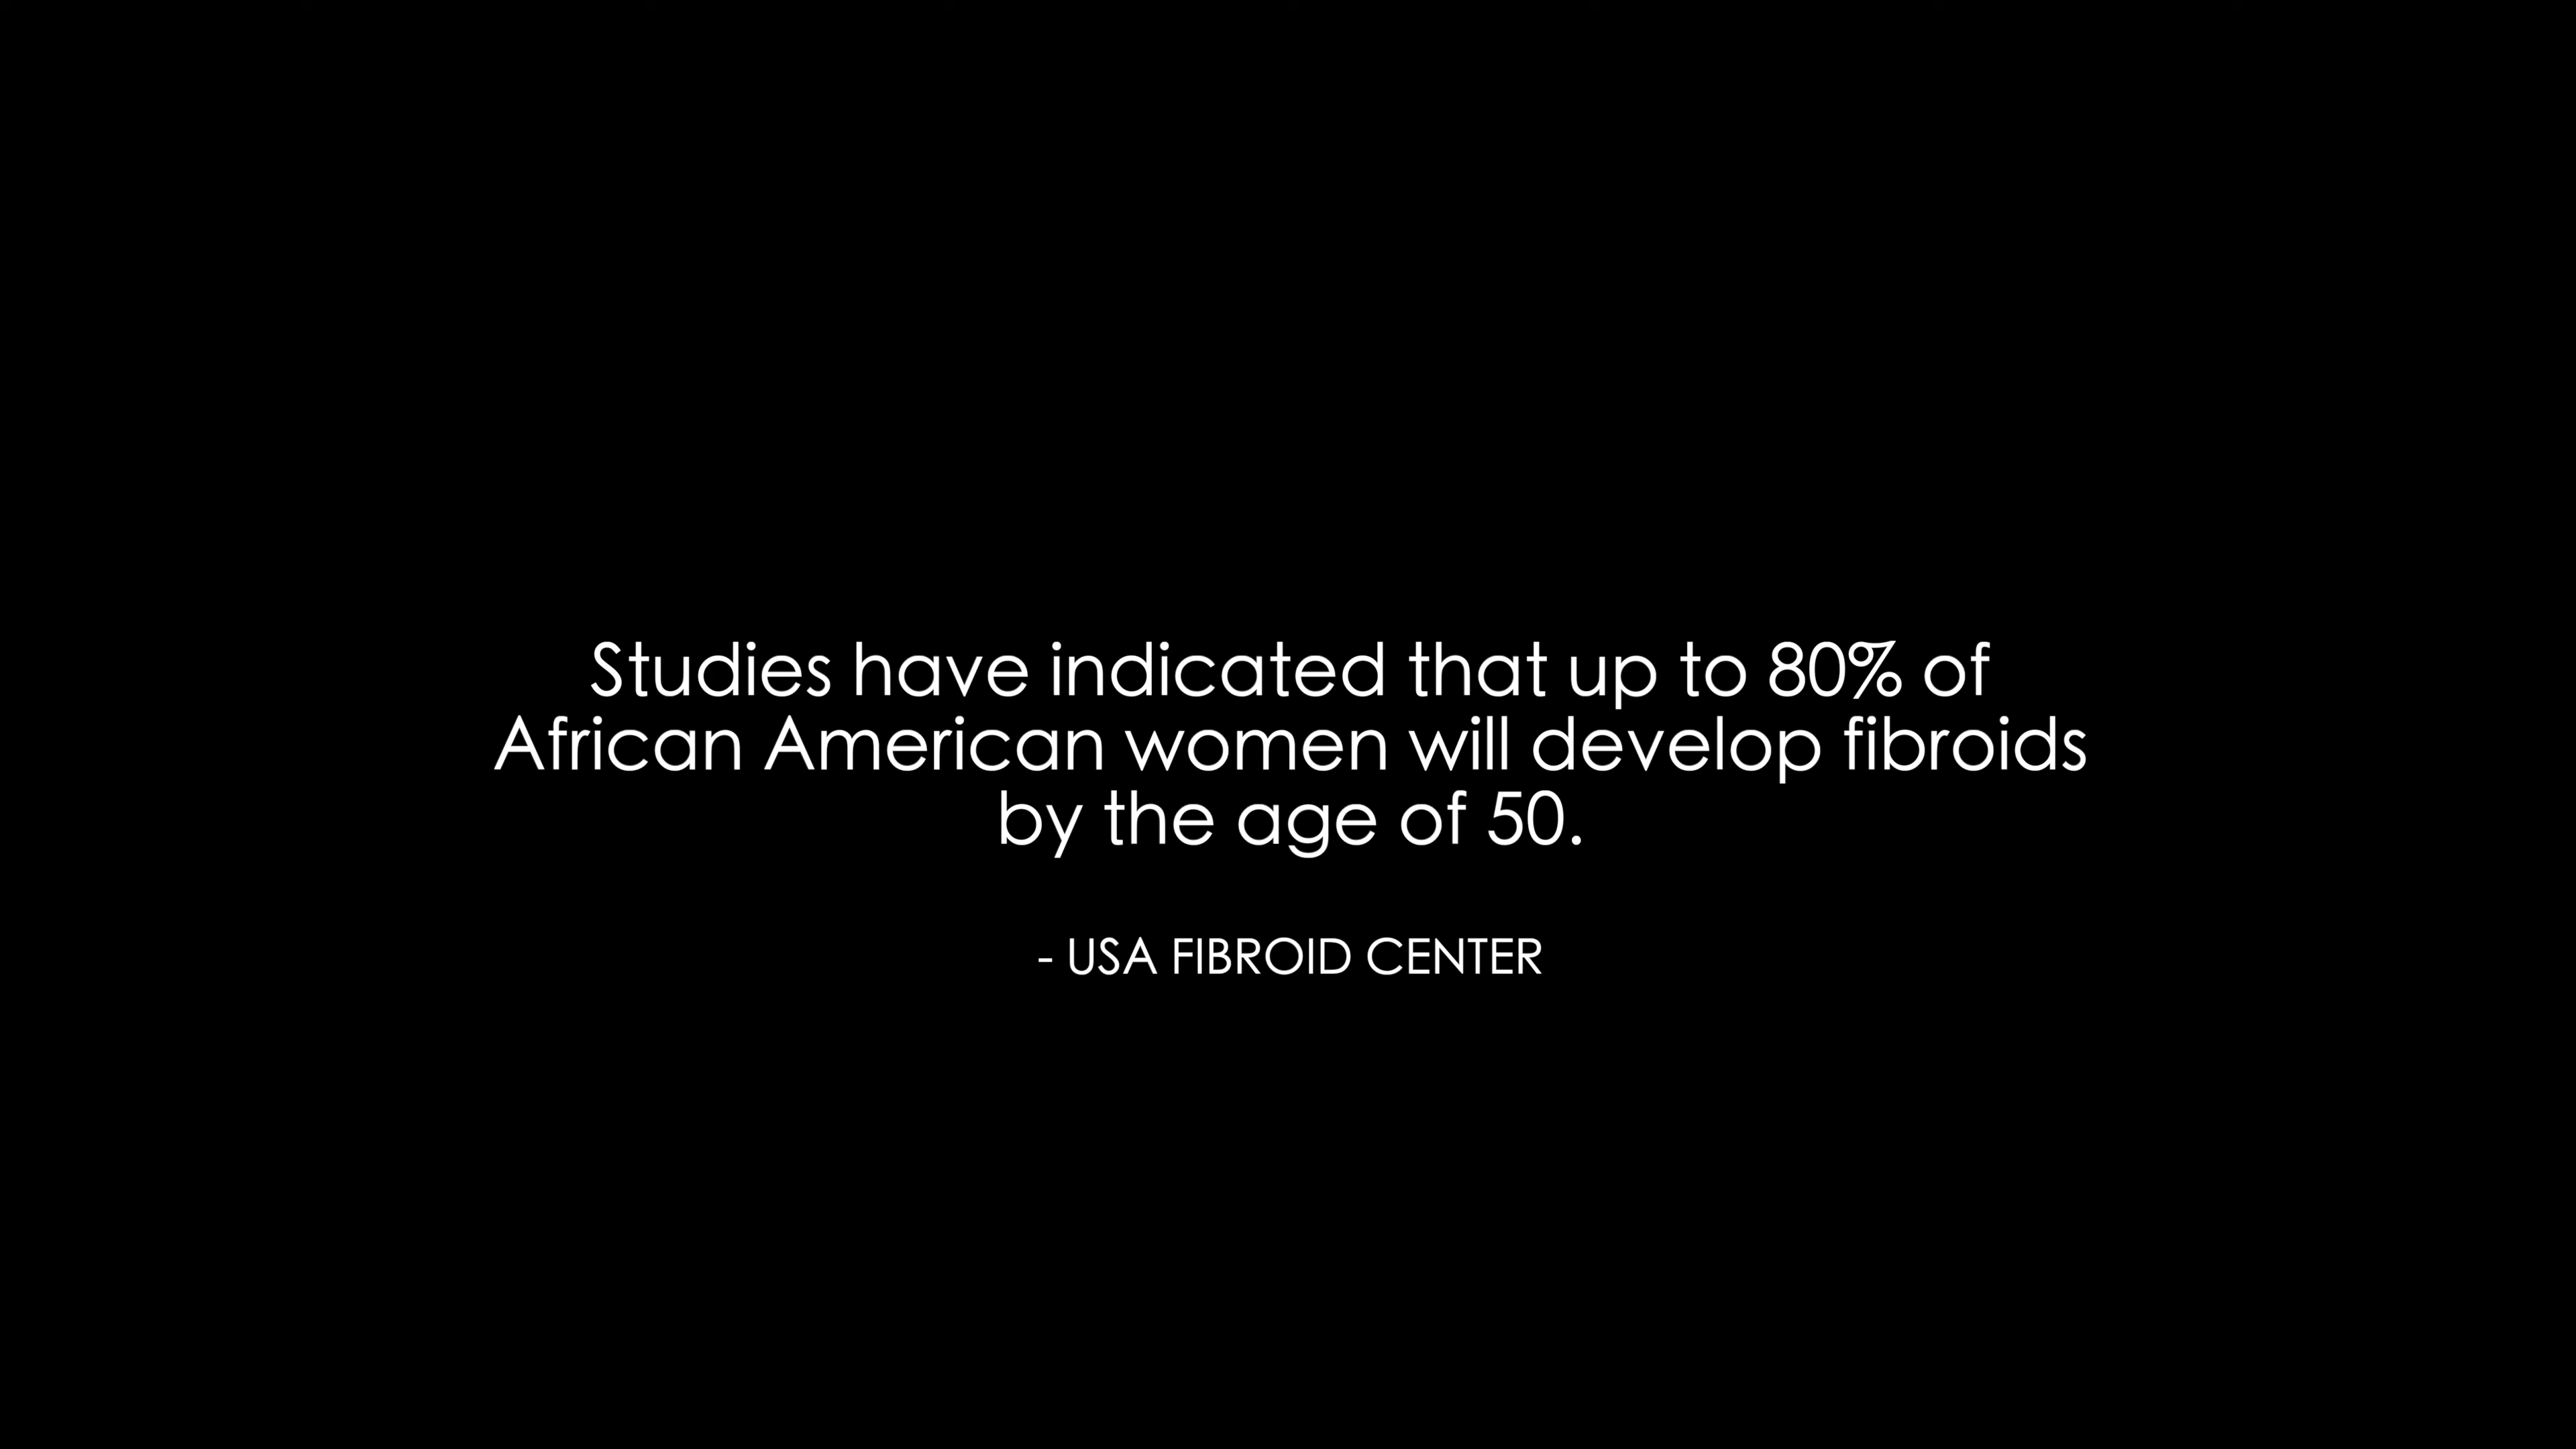 Studies have indicated that up to 80% of
African American women will develop fibroids
by the age of 50.
- USA FIBROID CENTER